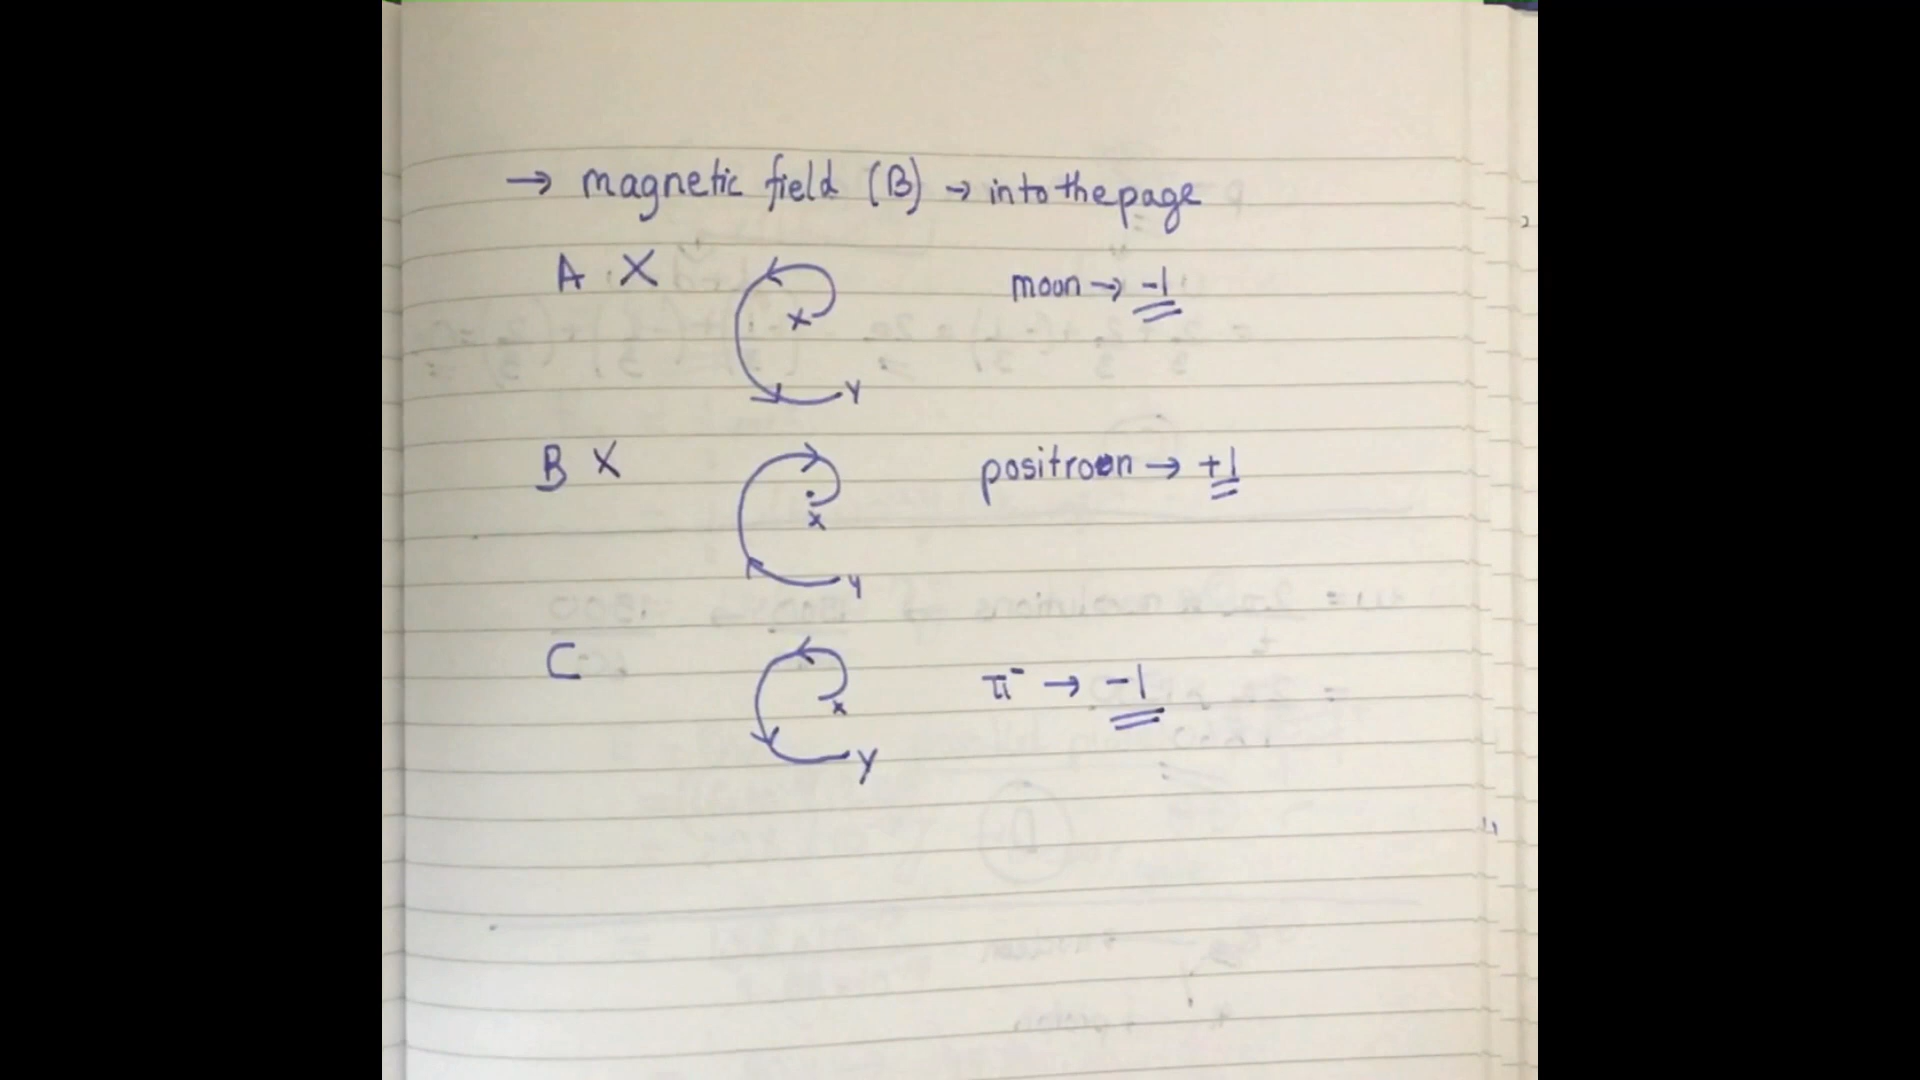 → magnetic field (B) → into the page
A X
moon → -1
x
Y
B X
positroon → +1
x
Y
C
π⁻ → -1
x
Y